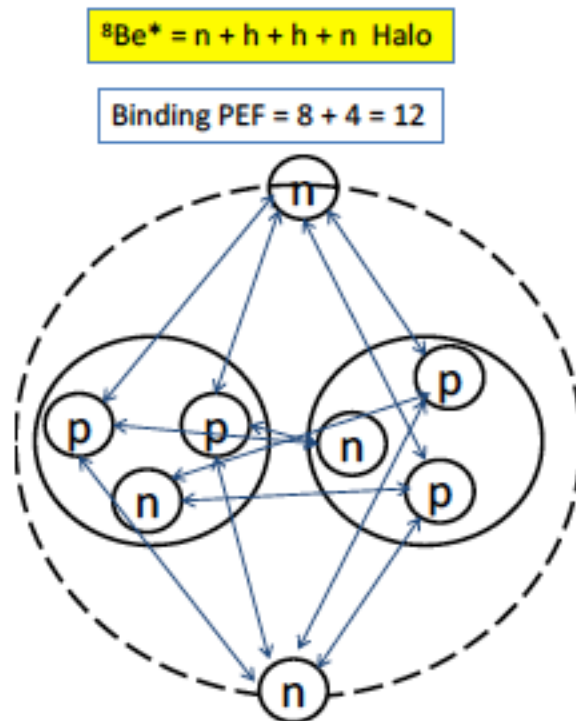 ⁸Be* = n + h + h + n Halo
Binding PEF = 8 + 4 = 12
n
p
p
p
n
n
p
n